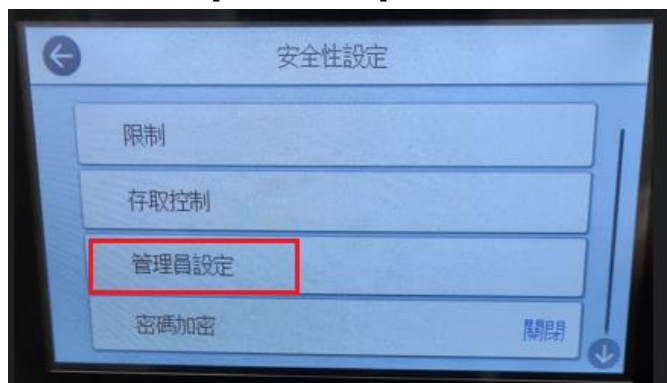 安全性設定
限制
存取控制
管理員設定
密碼加密 關閉